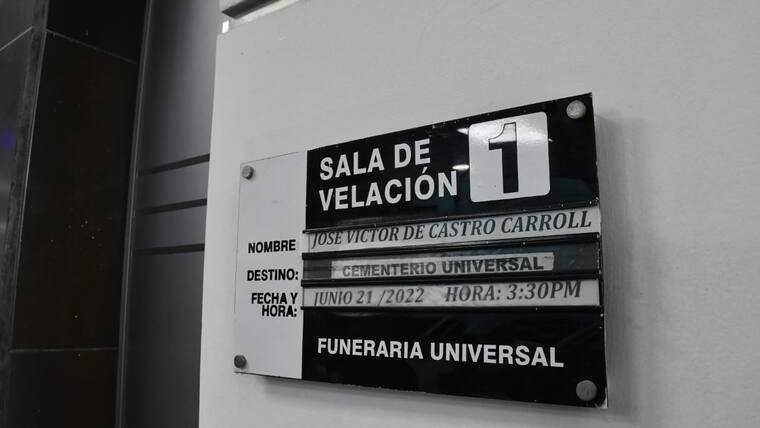 SALA DE
VELACIÓN 1
NOMBRE JOSE VICTOR DE CASTRO CARROLL
DESTINO: CEMENTERIO UNIVERSAL
FECHA Y
HORA: JUNIO 21 /2022 HORA: 3:30PM
FUNERARIA UNIVERSAL